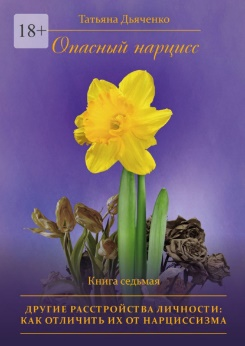 Татьяна Дьяченко
18+
Опасный нарцисс
Книга седьмая
ДРУГИЕ РАССТРОЙСТВА ЛИЧНОСТИ:
КАК ОТЛИЧИТЬ ИХ ОТ НАРЦИССИЗМА